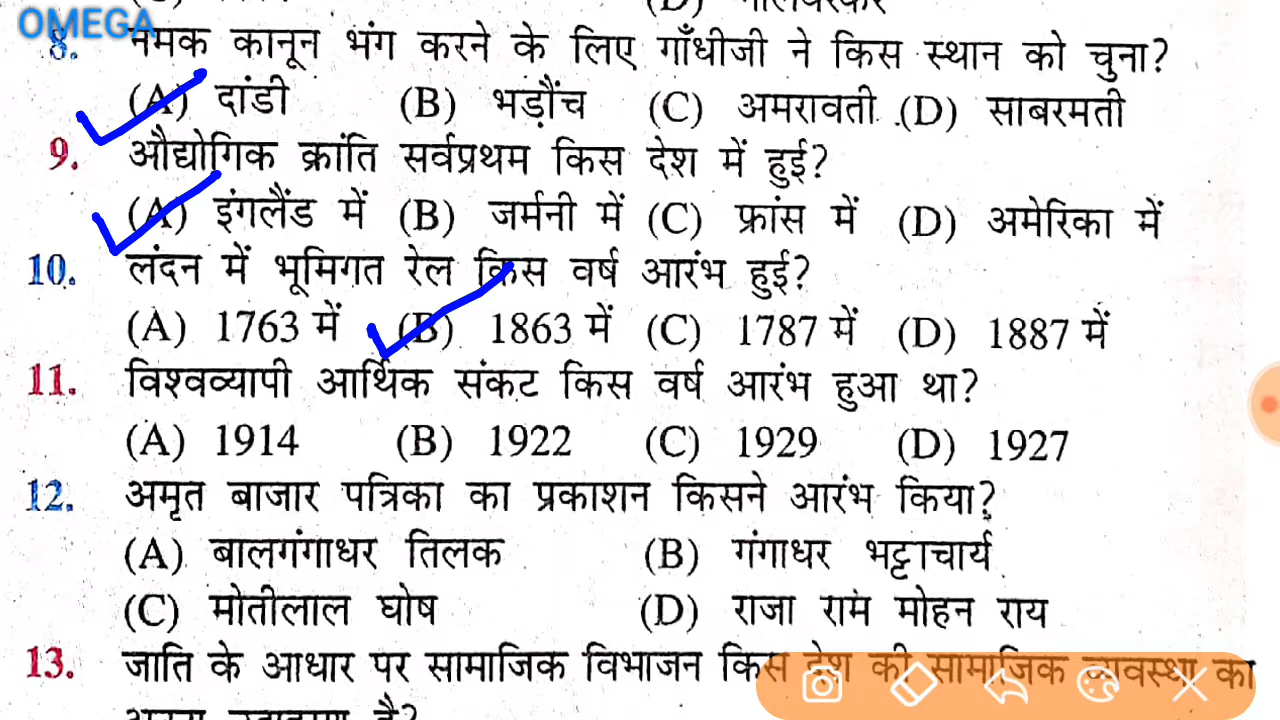 OMEGA
8. नमक कानून भंग करने के लिए गाँधीजी ने किस स्थान को चुना?
(A) दांडी (B) भड़ौंच (C) अमरावती (D) साबरमती
9. औद्योगिक क्रांति सर्वप्रथम किस देश में हुई?
(A) इंगलैंड में (B) जर्मनी में (C) फ्रांस में (D) अमेरिका में
10. लंदन में भूमिगत रेल किस वर्ष आरंभ हुई?
(A) 1763 में (B) 1863 में (C) 1787 में (D) 1887 में
11. विश्वव्यापी आर्थिक संकट किस वर्ष आरंभ हुआ था?
(A) 1914 (B) 1922 (C) 1929 (D) 1927
12. अमृत बाजार पत्रिका का प्रकाशन किसने आरंभ किया?
(A) बालगंगाधर तिलक (B) गंगाधर भट्टाचार्य
(C) मोतीलाल घोष (D) राजा राम मोहन राय
13. जाति के आधार पर सामाजिक विभाजन किस देश की सामाजिक व्यवस्था का